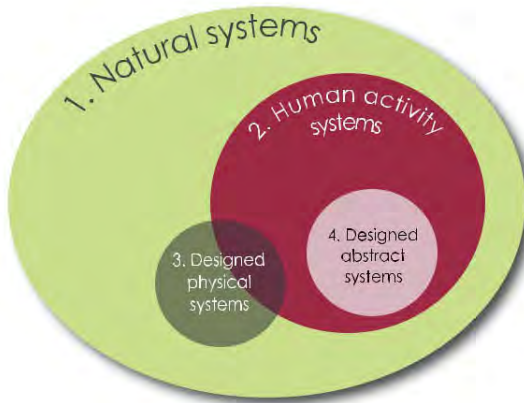 1. Natural systems
2. Human activity
systems
3. Designed
physical
systems
4. Designed
abstract
systems